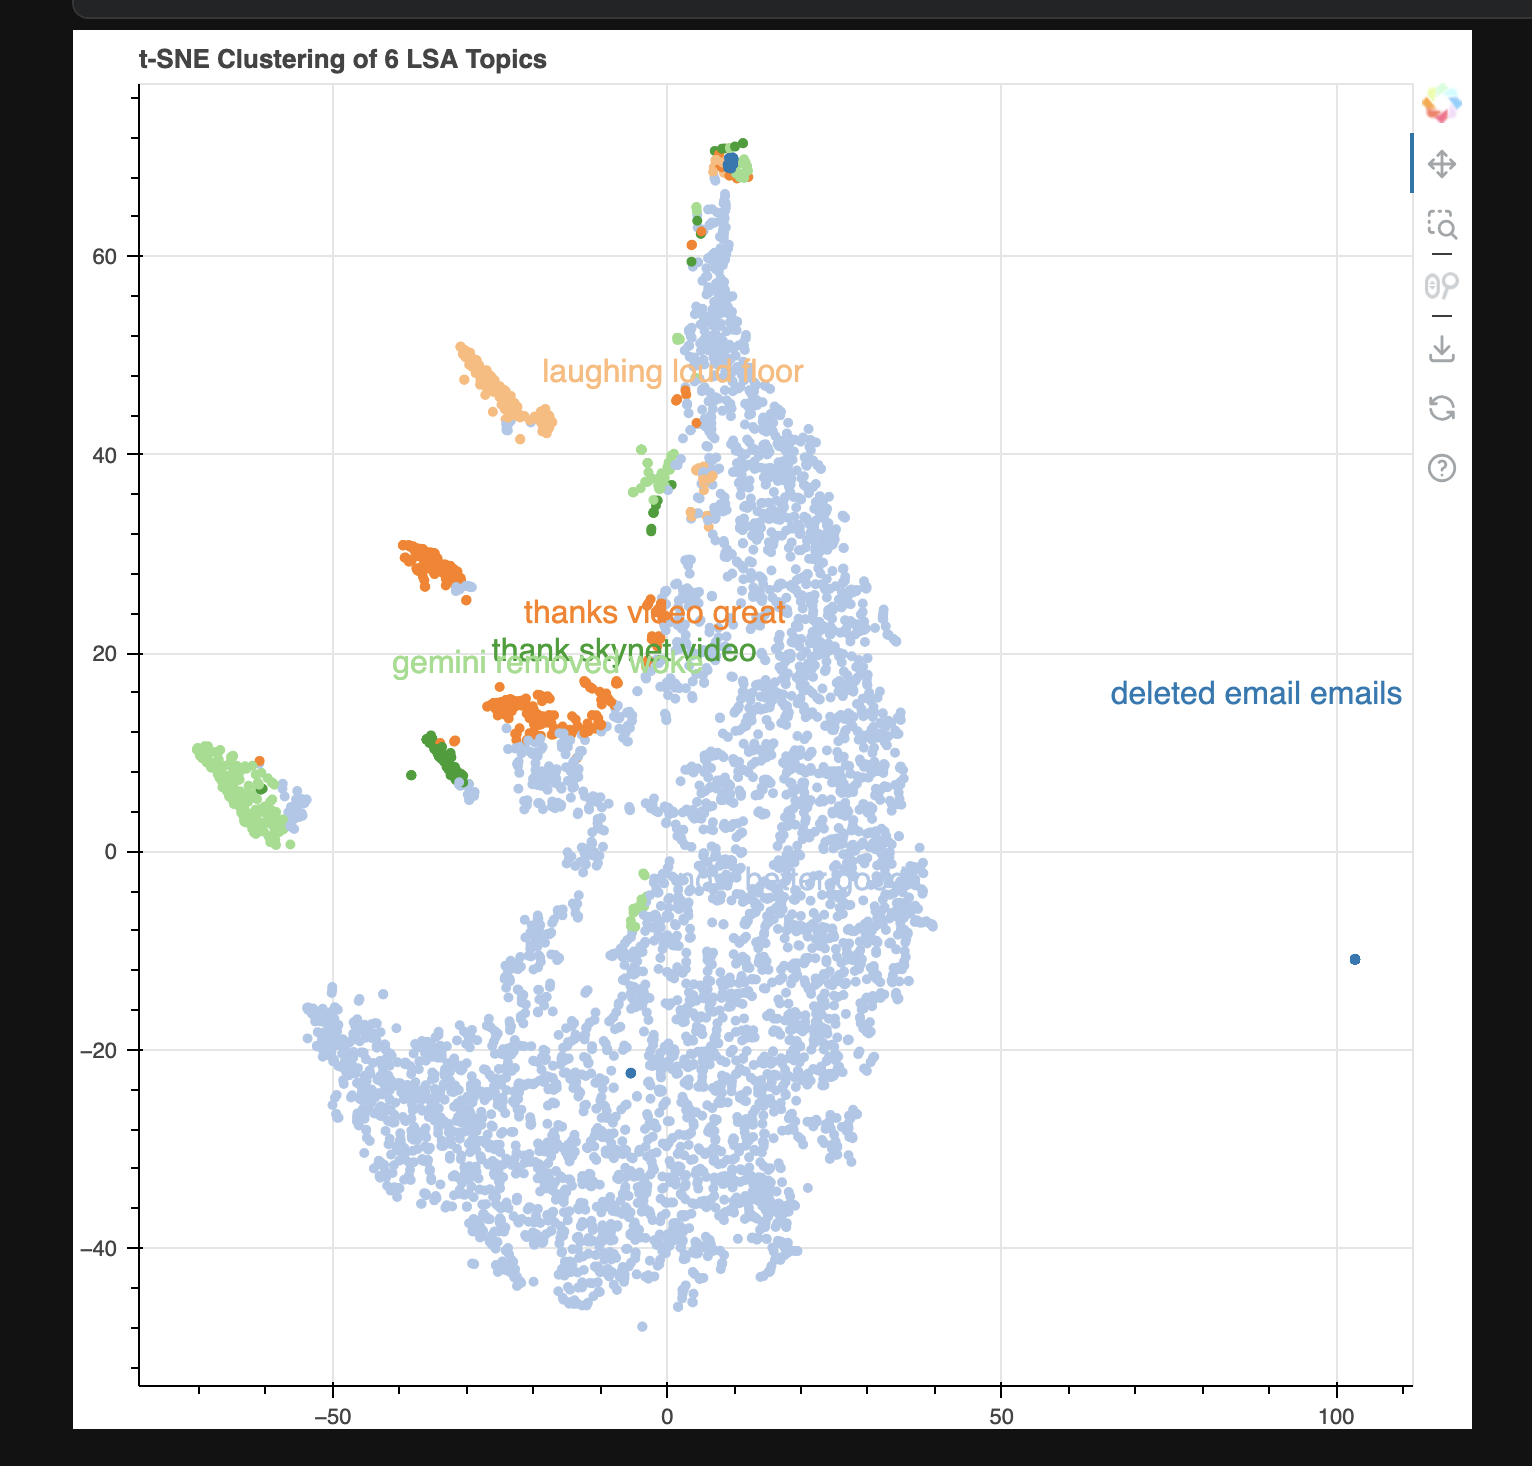 t-SNE Clustering of 6 LSA Topics
60
laughing loud floor
40
thanks video great
thank skynet video
gemini removed woke
20
deleted email emails
0
better
−20
−40
−50 0 50 100